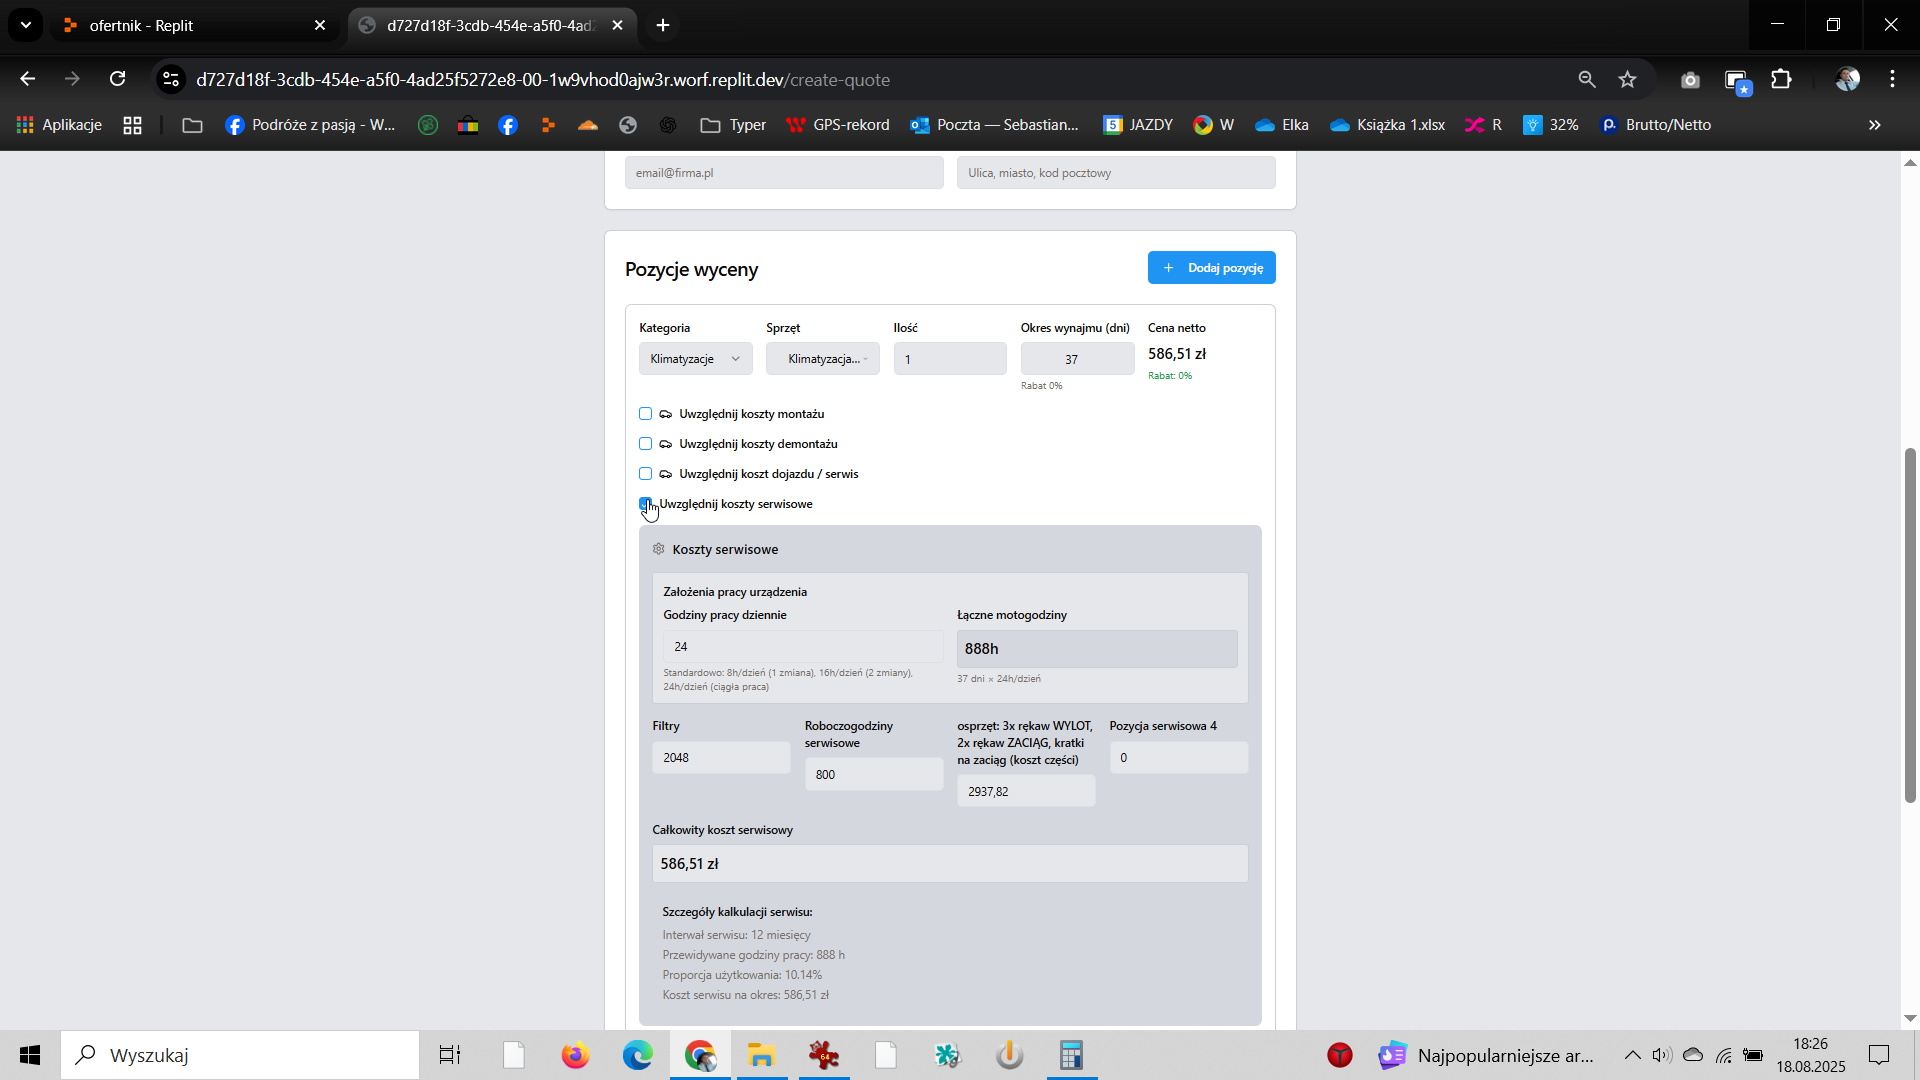 ofertnik - Replit
d727d18f-3cdb-454e-a5f0-4ad
d727d18f-3cdb-454e-a5f0-4ad25f5272e8-00-1w9vhod0ajw3r.worf.replit.dev/create-quote
Aplikacje
Podróże z pasją - W...
Typer
GPS-rekord
Poczta — Sebastian...
5 JAZDY
W
Elka
Książka 1.xlsx
R
32%
Brutto/Netto
email@firma.pl
Ulica, miasto, kod pocztowy
Pozycje wyceny
+ Dodaj pozycję
Kategoria Sprzęt Ilość Okres wynajmu (dni) Cena netto
Klimatyzacje Klimatyzacja... 1 37 586,51 zł
Rabat 0% Rabat: 0%
Uwzględnij koszty montażu
Uwzględnij koszty demontażu
Uwzględnij koszt dojazdu / serwis
Uwzględnij koszty serwisowe
Koszty serwisowe
Założenia pracy urządzenia
Godziny pracy dziennie Łączne motogodziny
24 888h
Standardowo: 8h/dzień (1 zmiana), 16h/dzień (2 zmiany),
24h/dzień (ciągła praca)
37 dni × 24h/dzień
Filtry
2048
Roboczogodziny
serwisowe
800
osprzęt: 3x rękaw WYLOT,
2x rękaw ZACIĄG, kratki
na zaciąg (koszt części)
2937,82
Pozycja serwisowa 4
0
Całkowity koszt serwisowy
586,51 zł
Szczegóły kalkulacji serwisu:
Interwał serwisu: 12 miesięcy
Przewidywane godziny pracy: 888 h
Proporcja użytkowania: 10.14%
Koszt serwisu na okres: 586,51 zł
Wyszukaj
64
Najpopularniejsze ar...
18:26
18.08.2025